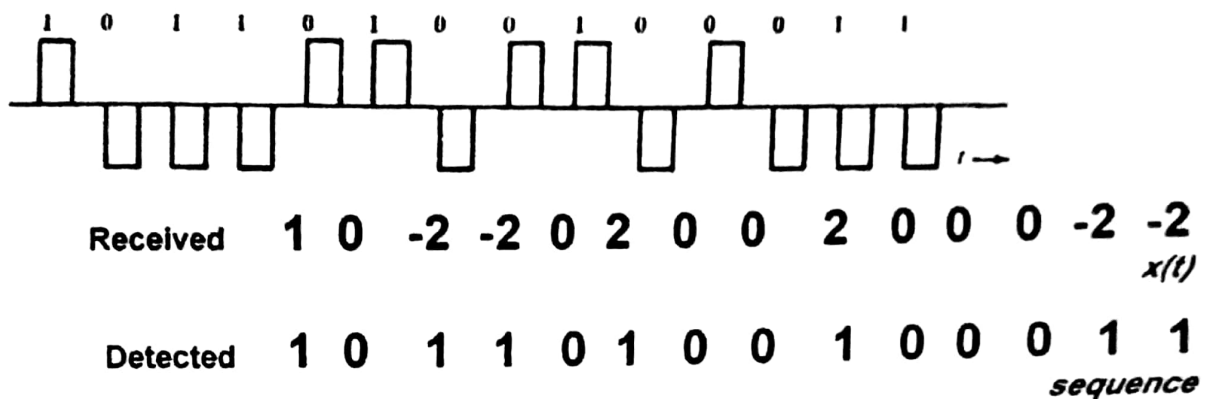 1 0 1 1 0 1 0 0 1 0 0 0 1 1
t
Received 1 0 -2 -2 0 2 0 0 2 0 0 0 -2 -2
x(t)
Detected 1 0 1 1 0 1 0 0 1 0 0 0 1 1
sequence